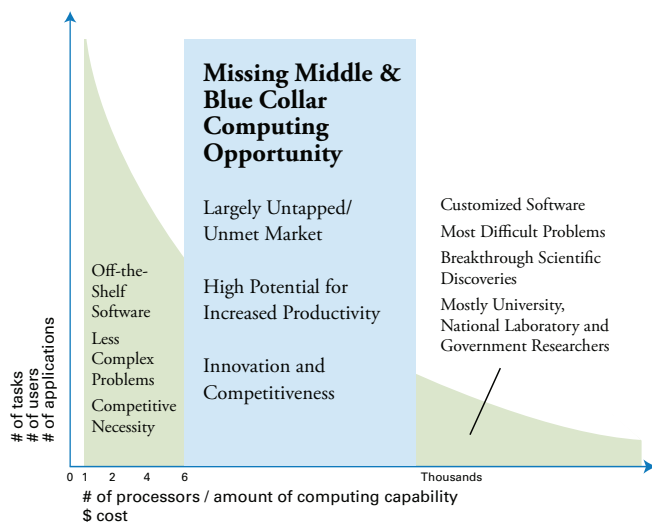 Missing Middle &
Blue Collar
Computing
Opportunity
Largely Untapped/
Unmet Market
High Potential for
Increased Productivity
Innovation and
Competitiveness
Customized Software
Most Difficult Problems
Breakthrough Scientific
Discoveries
Mostly University,
National Laboratory and
Government Researchers
Off-the-
Shelf
Software
Less
Complex
Problems
Competitive
Necessity
# of tasks
# of users
# of applications
0 1 2 4 6 Thousands
# of processors / amount of computing capability
$ cost